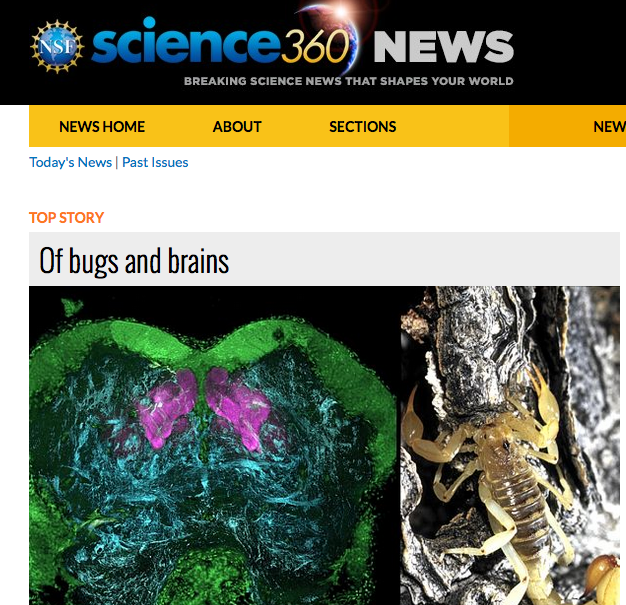 NSF science360 NEWS
BREAKING SCIENCE NEWS THAT SHAPES YOUR WORLD
NEWS HOME ABOUT SECTIONS NEW
Today's News | Past Issues
TOP STORY
Of bugs and brains